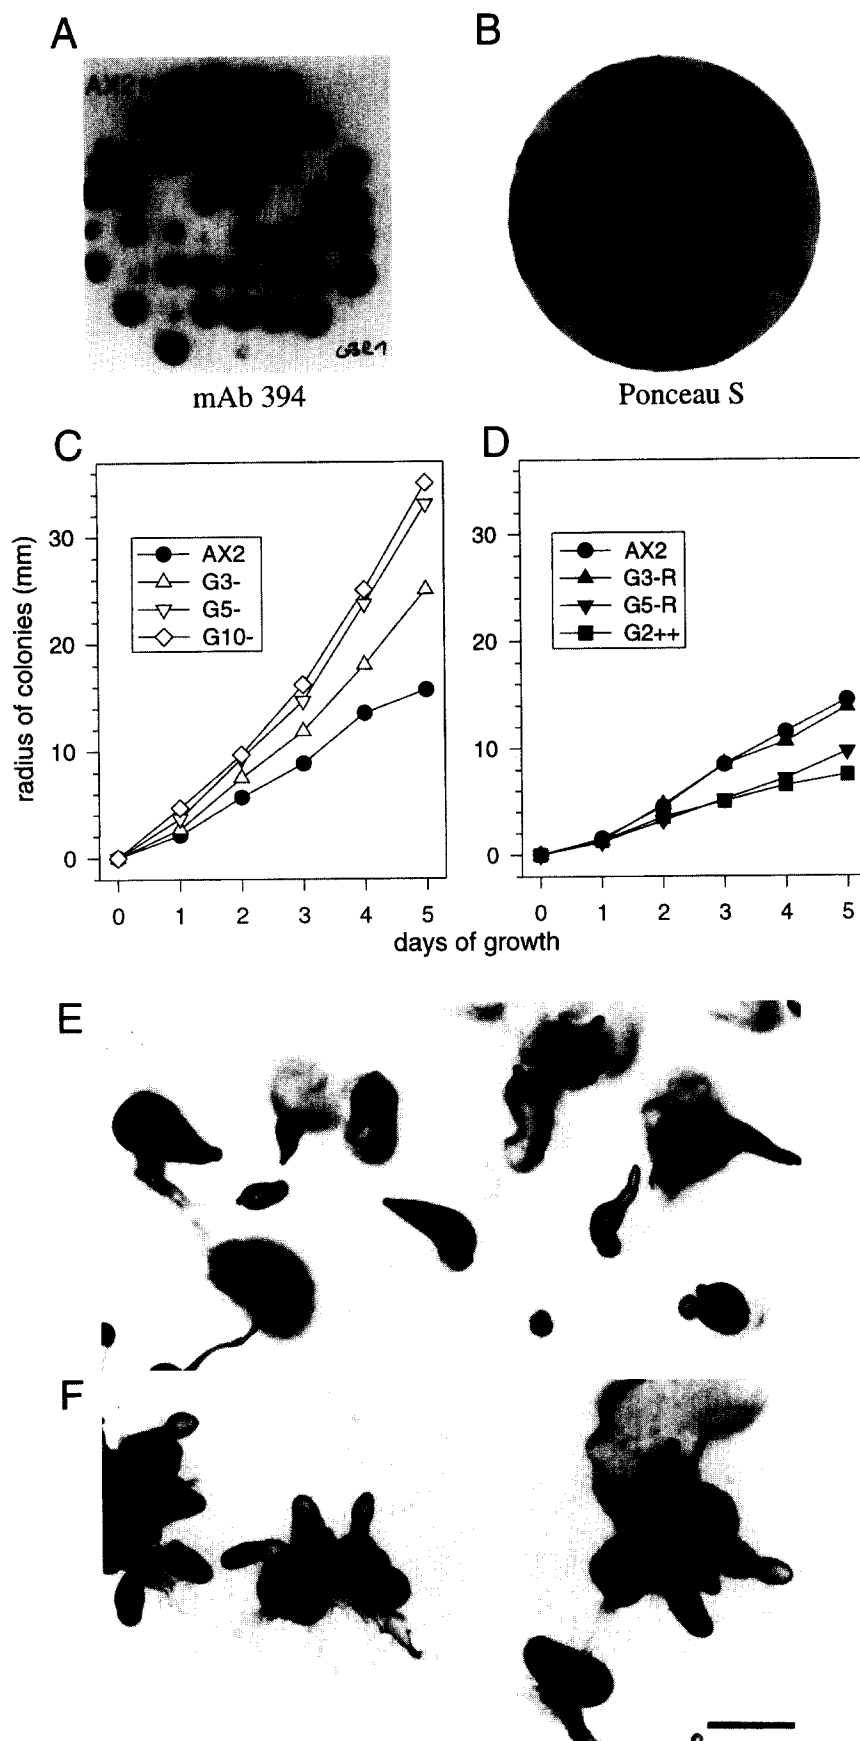 A
B
AX2
mAb 394
Ponceau S
C
D
radius of colonies (mm)
30
20
10
0
AX2
G3-
G5-
G10-
0 1 2 3 4 5
30
20
10
0
AX2
G3-R
G5-R
G2++
0 1 2 3 4 5
days of growth
E
F